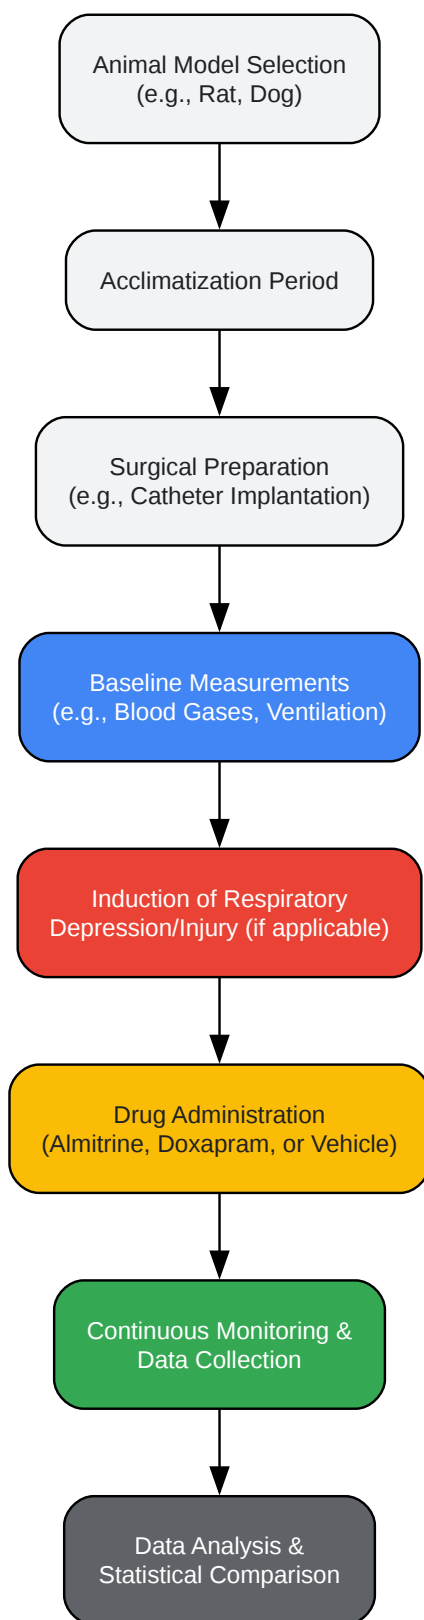 Animal Model Selection
(e.g., Rat, Dog)
Acclimatization Period
Surgical Preparation
(e.g., Catheter Implantation)
Baseline Measurements
(e.g., Blood Gases, Ventilation)
Induction of Respiratory
Depression/Injury (if applicable)
Drug Administration
(Almitrine, Doxapram, or Vehicle)
Continuous Monitoring &
Data Collection
Data Analysis &
Statistical Comparison